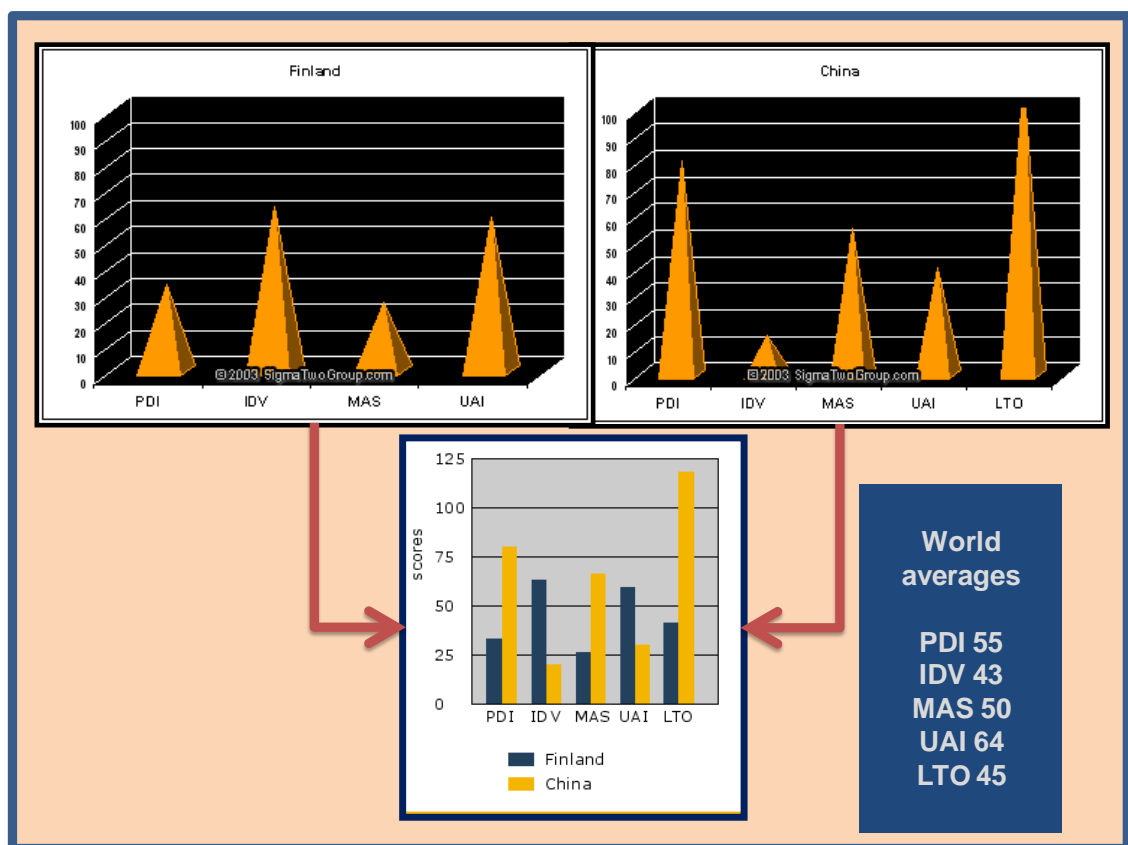 Finland
100
90
80
70
60
50
40
30
20
10
0
PDI IDV MAS UAI
©2003 SigmaTwoGroup.com
China
100
90
80
70
60
50
40
30
20
10
0
PDI IDV MAS UAI LTO
©2003 SigmaTwoGroup.com
scores
125
100
75
50
25
0
PDI IDV MAS UAI LTO
Finland
China
World
averages
PDI 55
IDV 43
MAS 50
UAI 64
LTO 45